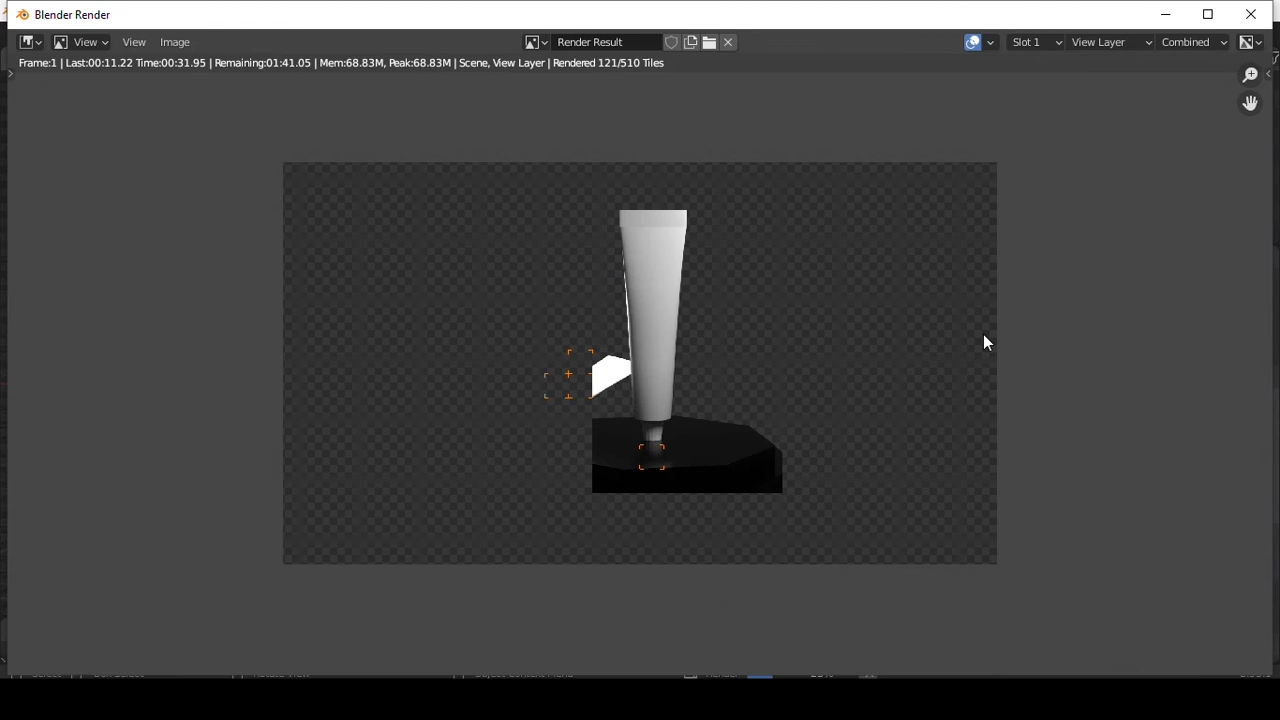 Blender Render
View View Image Render Result Slot 1 View Layer Combined
Frame:1 | Last:00:11.22 Time:00:31.95 | Remaining:01:41.05 | Mem:68.83M, Peak:68.83M | Scene, View Layer | Rendered 121/510 Tiles